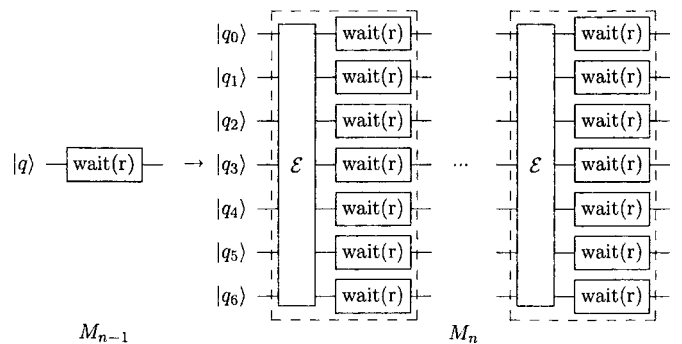 |q₀⟩ wait(r) wait(r)
|q₁⟩ wait(r) wait(r)
|q₂⟩ wait(r) wait(r)
|q⟩ wait(r) → |q₃⟩ ℰ wait(r) ... ℰ wait(r)
|q₄⟩ wait(r) wait(r)
|q₅⟩ wait(r) wait(r)
|q₆⟩ wait(r) wait(r)
Mₙ₋₁ Mₙ